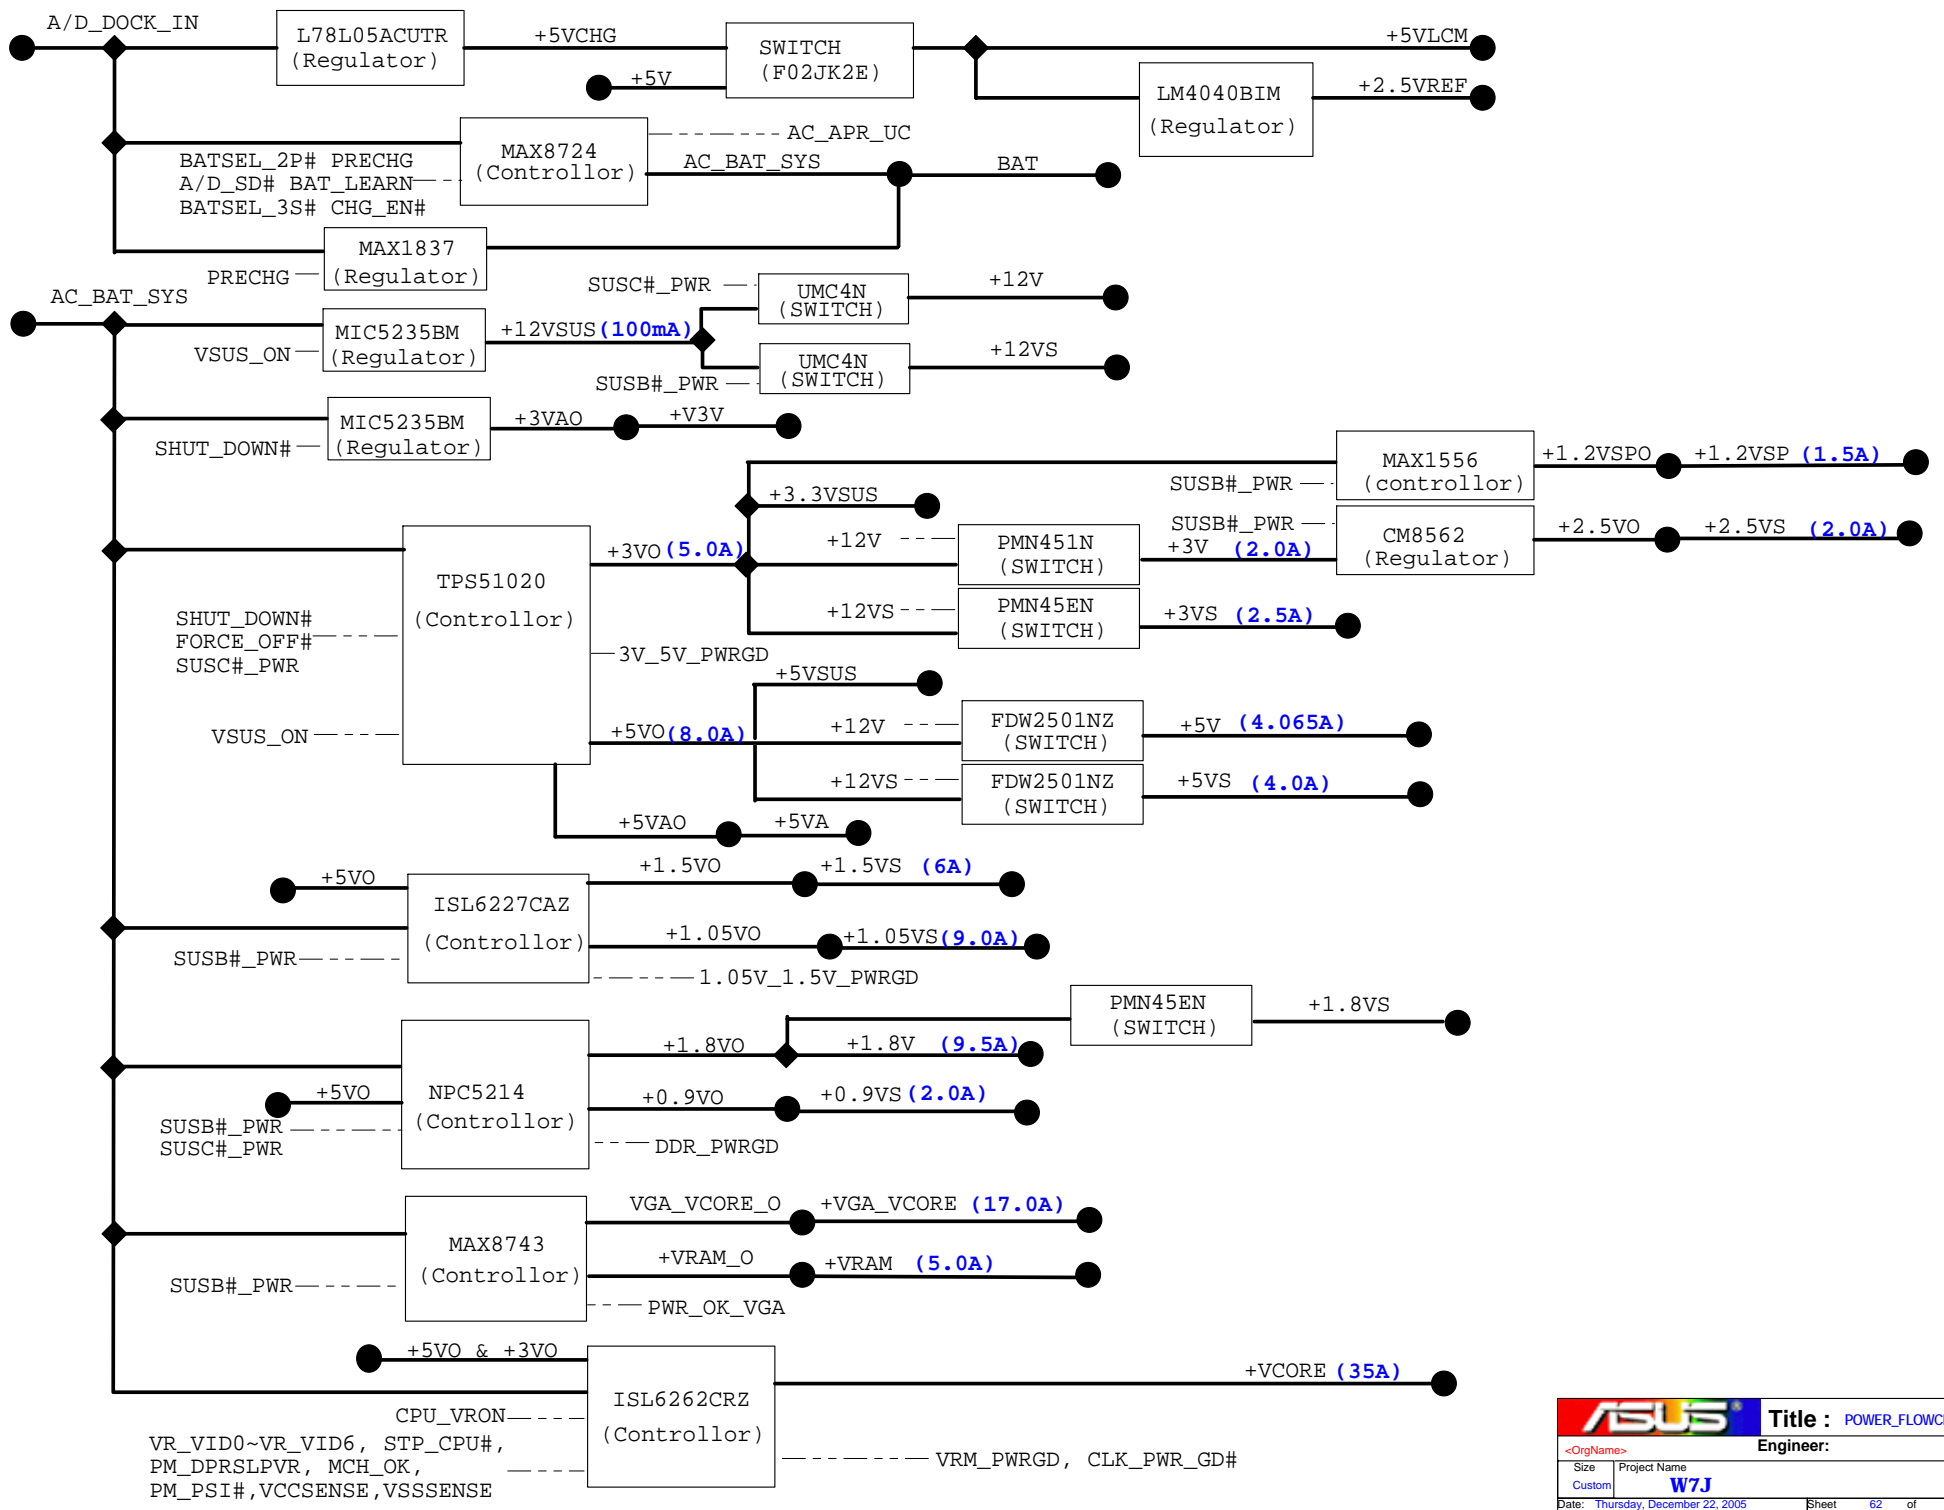 A/D_DOCK_IN
L78L05ACUTR
(Regulator)
+5VCHG
+5V
SWITCH
(F02JK2E)
+5VLCM
LM4040BIM
(Regulator)
+2.5VREF
BATSEL_2P# PRECHG
A/D_SD# BAT_LEARN
BATSEL_3S# CHG_EN#
MAX8724
(Controllor)
AC_APR_UC
AC_BAT_SYS
BAT
PRECHG
MAX1837
(Regulator)
AC_BAT_SYS
VSUS_ON
MIC5235BM
(Regulator)
+12VSUS (100mA)
SUSC#_PWR
UMC4N
(SWITCH)
+12V
SUSB#_PWR
UMC4N
(SWITCH)
+12VS
SHUT_DOWN#
MIC5235BM
(Regulator)
+3VAO
+V3V
SHUT_DOWN#
FORCE_OFF#
SUSC#_PWR
VSUS_ON
TPS51020
(Controllor)
+3VO (5.0A)
3V_5V_PWRGD
+5VO (8.0A)
+3.3VSUS
+12V
PMN451N
(SWITCH)
+3V (2.0A)
+12VS
PMN45EN
(SWITCH)
+3VS (2.5A)
SUSB#_PWR
MAX1556
(controllor)
+1.2VSPO
+1.2VSP (1.5A)
SUSB#_PWR
CM8562
(Regulator)
+2.5VO
+2.5VS (2.0A)
+5VSUS
+12V
FDW2501NZ
(SWITCH)
+5V (4.065A)
+12VS
FDW2501NZ
(SWITCH)
+5VS (4.0A)
+5VAO
+5VA
+5VO
SUSB#_PWR
ISL6227CAZ
(Controllor)
+1.5VO
+1.5VS (6A)
+1.05VO
+1.05VS (9.0A)
1.05V_1.5V_PWRGD
+5VO
SUSB#_PWR
SUSC#_PWR
NPC5214
(Controllor)
+1.8VO
+1.8V (9.5A)
PMN45EN
(SWITCH)
+1.8VS
+0.9VO
+0.9VS (2.0A)
DDR_PWRGD
SUSB#_PWR
MAX8743
(Controllor)
VGA_VCORE_O
+VGA_VCORE (17.0A)
+VRAM_O
+VRAM (5.0A)
PWR_OK_VGA
+5VO & +3VO
CPU_VRON
VR_VID0~VR_VID6, STP_CPU#,
PM_DPRSLPVR, MCH_OK,
PM_PSI#,VCCSENSE,VSSSENSE
ISL6262CRZ
(Controllor)
+VCORE (35A)
VRM_PWRGD, CLK_PWR_GD#
ASUS®
Title : POWER_FLOWC
<OrgName>
Engineer:
Size
Project Name
Custom
W7J
Date: Thursday, December 22, 2005
Sheet 62 of